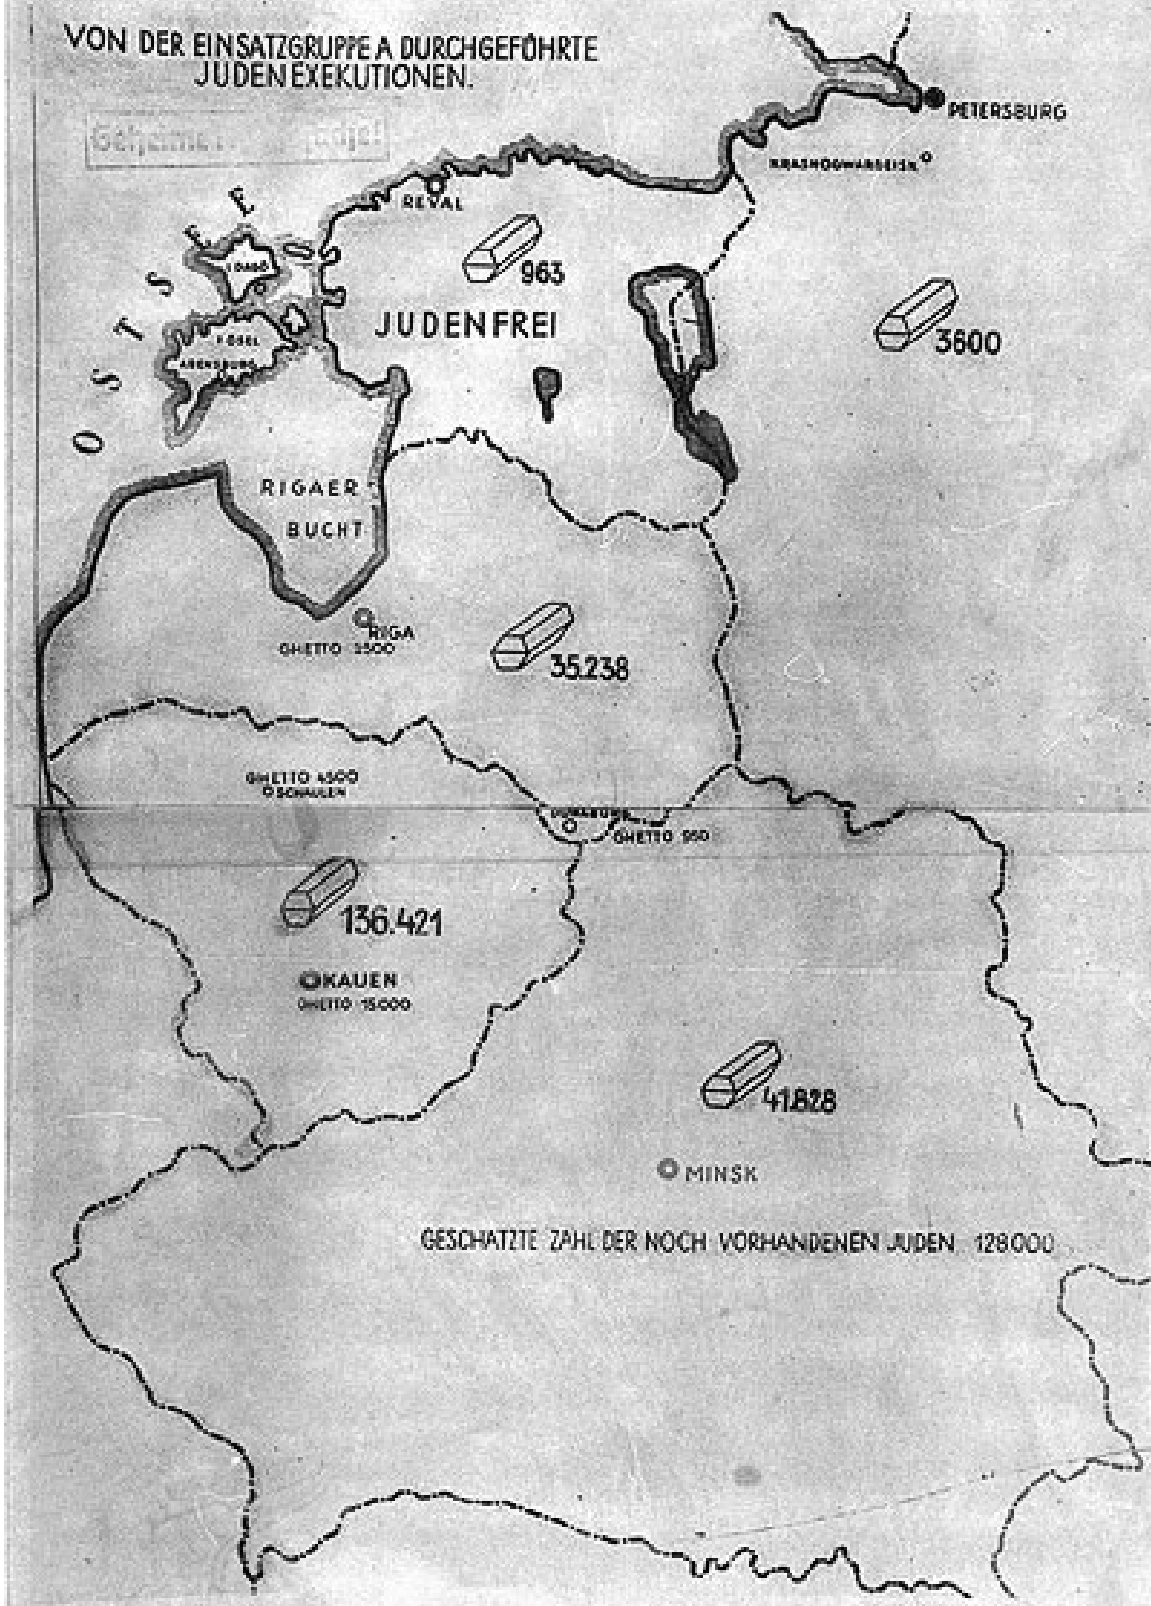 VON DER EINSATZGRUPPE A DURCHGEFÜHRTE
JUDENEXEKUTIONEN.
PETERSBURG
KRASNOGWARDEISK
REVAL
OSTSEE
963
I DAGÖ
JUDENFREI
3600
I ÖSEL
ARENSBURG
RIGAER
BUCHT
RIGA
GHETTO 2500
35.238
GHETTO 4500
SCHAULEN
DÜNABURG
GHETTO 950
136.421
KAUEN
GHETTO 15000
41.828
MINSK
GESCHÄTZTE ZAHL DER NOCH VORHANDENEN JUDEN 128000